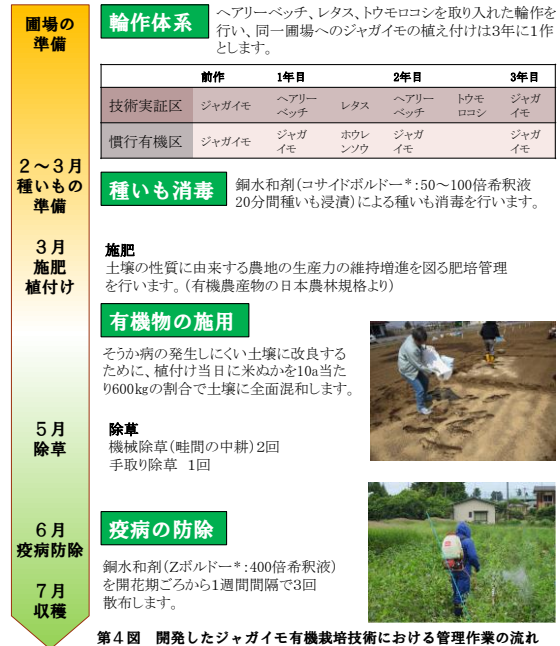 圃場の
準備
輪作体系
ヘアリーベッチ、レタス、トウモロコシを取り入れた輪作を
行い、同一圃場へのジャガイモの植え付けは3年に1作
とします。
前作 1年目 2年目 3年目
技術実証区 ジャガイモ ヘアリーベッチ レタス ヘアリーベッチ トウモロコシ ジャガイモ
慣行有機区 ジャガイモ ジャガイモ ホウレンソウ ジャガイモ ジャガイモ
2～3月
種いもの
準備
種いも消毒
銅水和剤(コサイドボルドー*:50～100倍希釈液
20分間種いも浸漬)による種いも消毒を行います。
3月
施肥
植付け
施肥
土壌の性質に由来する農地の生産力の維持増進を図る肥培管理
を行います。(有機農産物の日本農林規格より)
有機物の施用
そうか病の発生しにくい土壌に改良する
ために、植付け当日に米ぬかを10a当た
り600kgの割合で土壌に全面混和します。
5月
除草
除草
機械除草(畦間の中耕)2回
手取り除草 1回
6月
疫病防除
疫病の防除
銅水和剤(Zボルドー*:400倍希釈液)
を開花期ごろから1週間間隔で3回
散布します。
7月
収穫
第4図 開発したジャガイモ有機栽培技術における管理作業の流れ